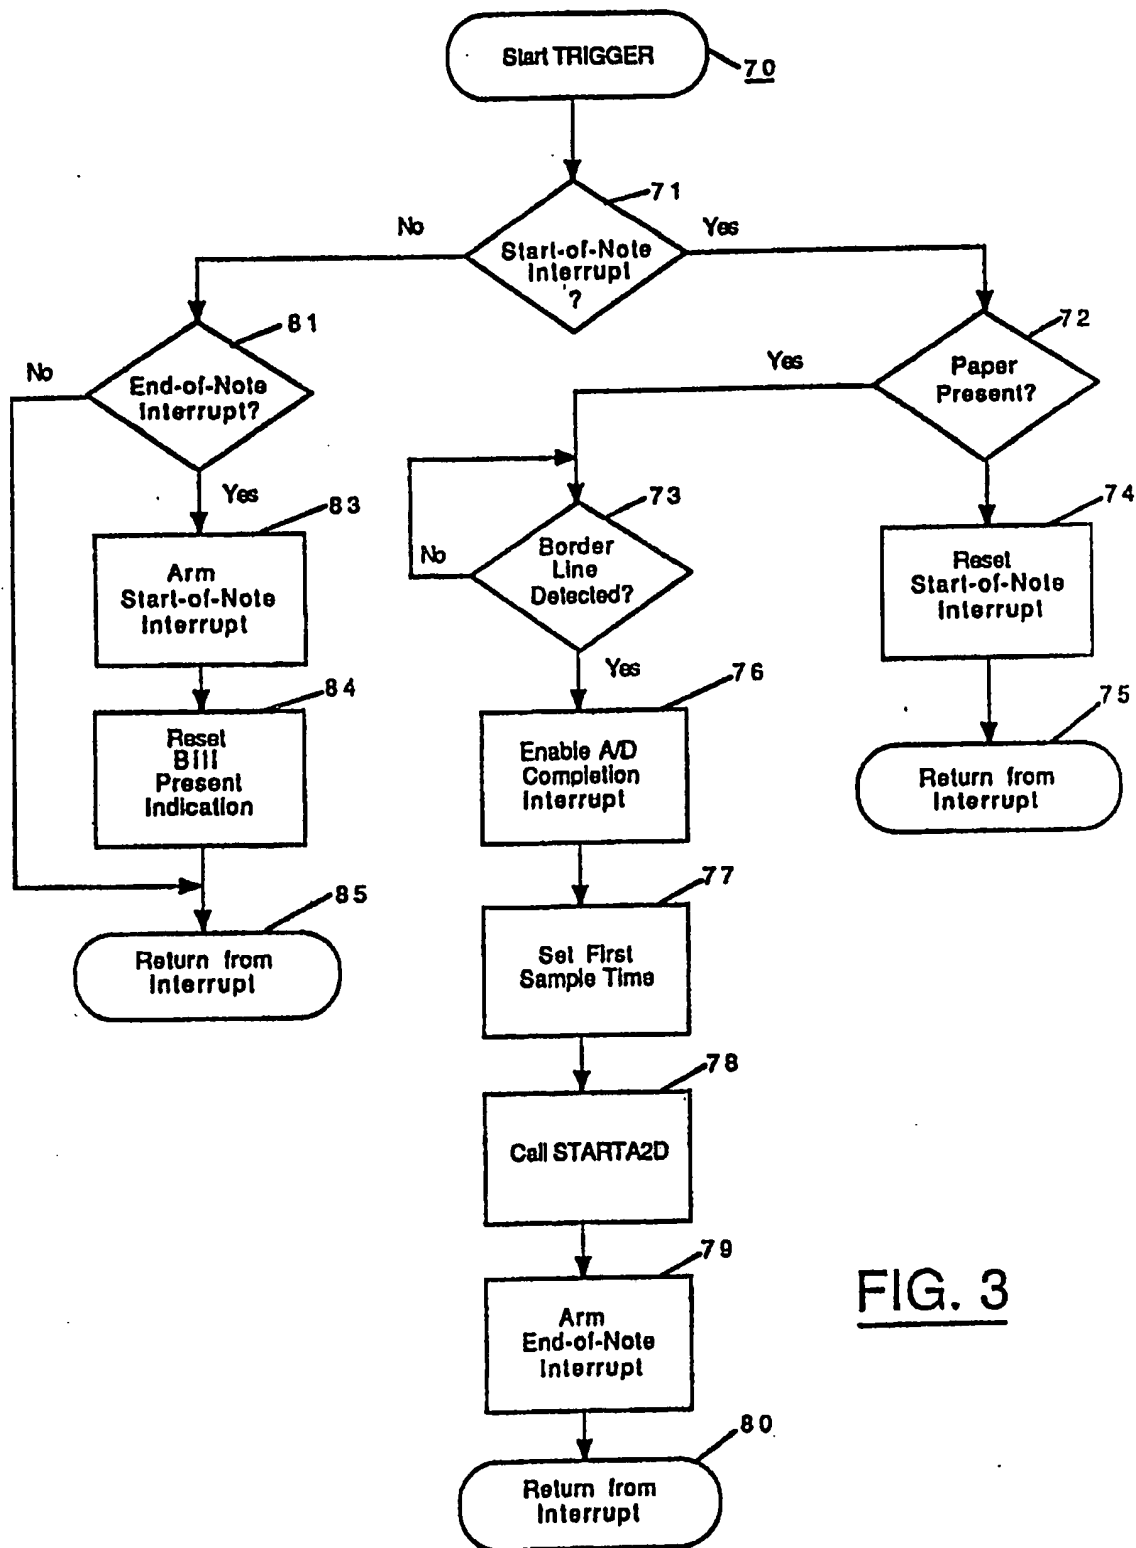 Start TRIGGER
70
71
No
Yes
Start-of-Note
Interrupt
?
81
72
No
End-of-Note
Interrupt?
Yes
Paper
Present?
Yes
83
73
74
Arm
Start-of-Note
Interrupt
No
Border
Line
Detected?
Reset
Start-of-Note
Interrupt
Yes
84
76
75
Reset
Bill
Present
Indication
Enable A/D
Completion
Interrupt
Return from
Interrupt
77
85
Set First
Sample Time
Return from
Interrupt
78
Call STARTA2D
79
Arm
End-of-Note
Interrupt
FIG. 3
80
Return from
Interrupt